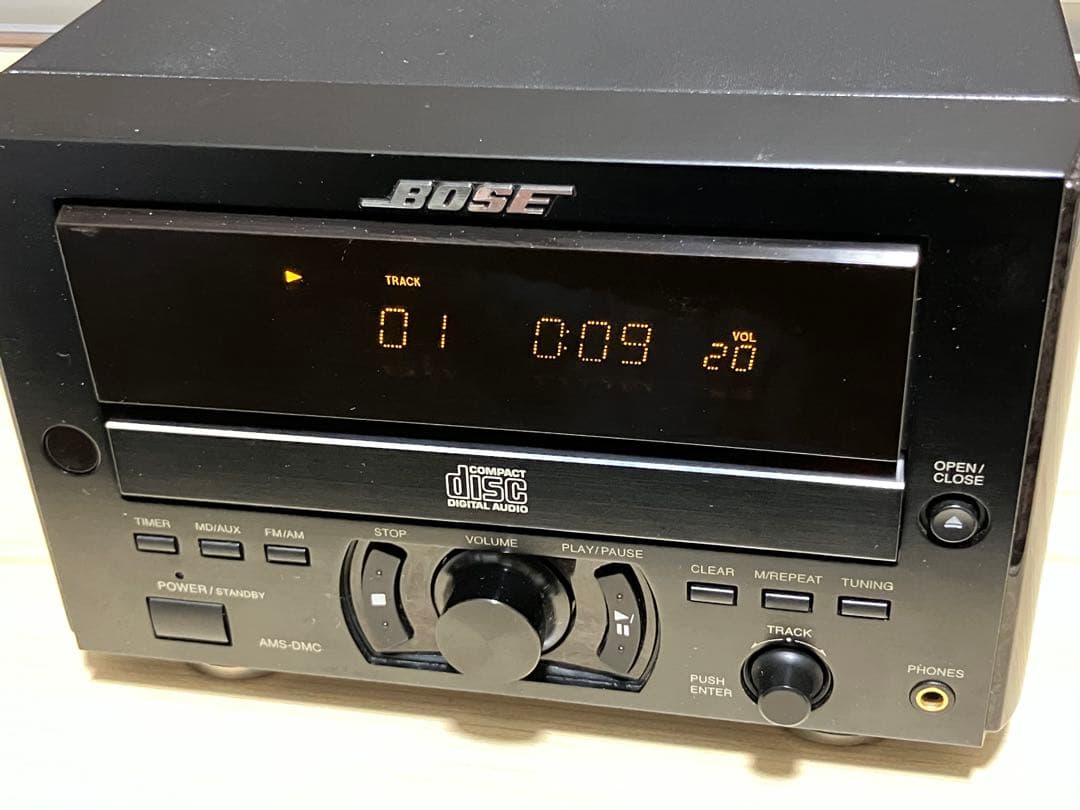 BOSE
TRACK
01 0:09
VOL
20
COMPACT
disc
DIGITAL AUDIO
OPEN/
CLOSE
TIMER MD/AUX FM/AM
STOP VOLUME PLAY/PAUSE
CLEAR M/REPEAT TUNING
POWER/STANDBY
AMS-DMC
TRACK
PUSH
ENTER
PHONES